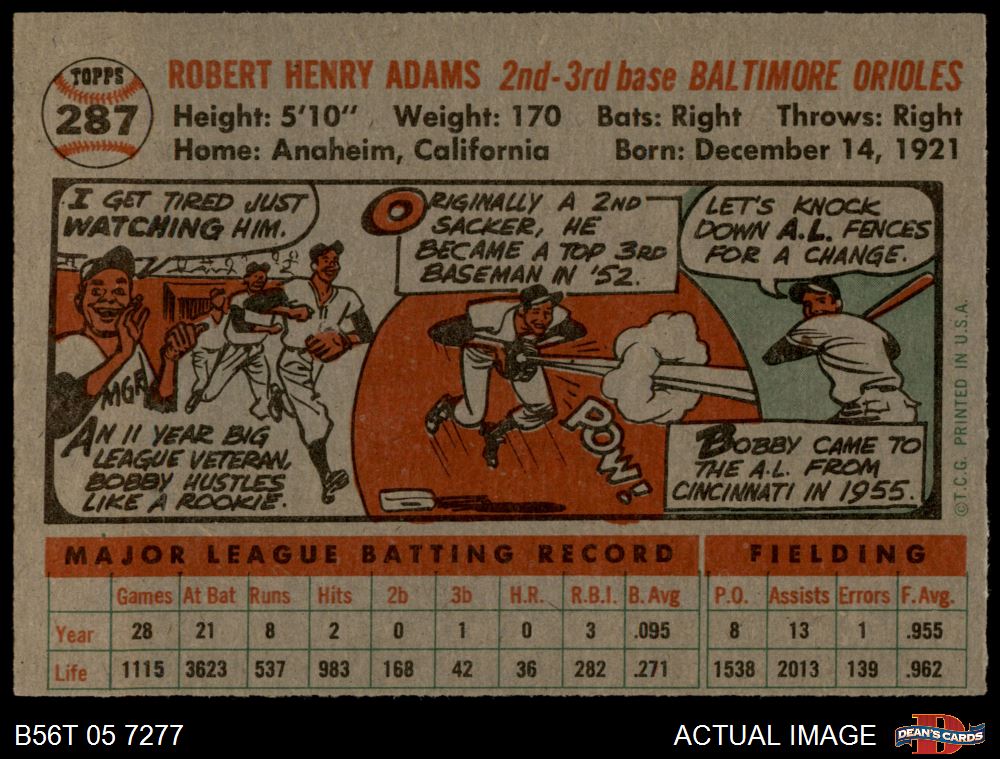 TOPPS
287
ROBERT HENRY ADAMS 2nd-3rd base BALTIMORE ORIOLES
Height: 5'10" Weight: 170 Bats: Right Throws: Right
Home: Anaheim, California Born: December 14, 1921
I GET TIRED JUST
WATCHING HIM.
MGR.
AN 11 YEAR BIG
LEAGUE VETERAN,
BOBBY HUSTLES
LIKE A ROOKIE.
ORIGINALLY A 2ND
SACKER, HE
BECAME A TOP 3RD
BASEMAN IN '52.
POW!
LET'S KNOCK
DOWN A.L. FENCES
FOR A CHANGE.
BOBBY CAME TO
THE A.L. FROM
CINCINNATI IN 1955.
©T.C.G. PRINTED IN U.S.A.
MAJOR LEAGUE BATTING RECORD FIELDING
Games At Bat Runs Hits 2b 3b H.R. R.B.I. B. Avg P.O. Assists Errors F. Avg.
Year 28 21 8 2 0 1 0 3 .095 8 13 1 .955
Life 1115 3623 537 983 168 42 36 282 .271 1538 2013 139 .962
B56T 05 7277
ACTUAL IMAGE
D
DEAN'S CARDS